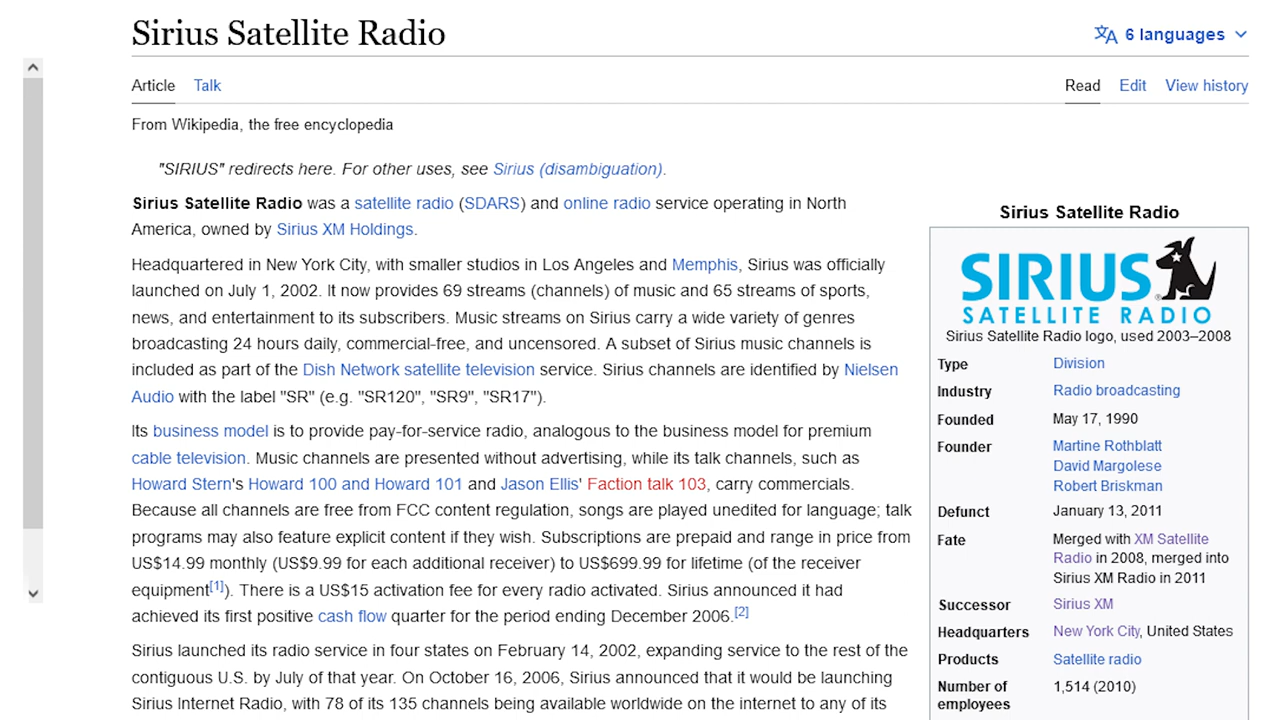 Sirius Satellite Radio
6 languages
Article Talk
Read Edit View history
From Wikipedia, the free encyclopedia
"SIRIUS" redirects here. For other uses, see Sirius (disambiguation).
Sirius Satellite Radio was a satellite radio (SDARS) and online radio service operating in North
America, owned by Sirius XM Holdings.
Headquartered in New York City, with smaller studios in Los Angeles and Memphis, Sirius was officially
launched on July 1, 2002. It now provides 69 streams (channels) of music and 65 streams of sports,
news, and entertainment to its subscribers. Music streams on Sirius carry a wide variety of genres
broadcasting 24 hours daily, commercial-free, and uncensored. A subset of Sirius music channels is
included as part of the Dish Network satellite television service. Sirius channels are identified by Nielsen
Audio with the label "SR" (e.g. "SR120", "SR9", "SR17").
Its business model is to provide pay-for-service radio, analogous to the business model for premium
cable television. Music channels are presented without advertising, while its talk channels, such as
Howard Stern's Howard 100 and Howard 101 and Jason Ellis' Faction talk 103, carry commercials.
Because all channels are free from FCC content regulation, songs are played unedited for language; talk
programs may also feature explicit content if they wish. Subscriptions are prepaid and range in price from
US$14.99 monthly (US$9.99 for each additional receiver) to US$699.99 for lifetime (of the receiver
equipment[1]). There is a US$15 activation fee for every radio activated. Sirius announced it had
achieved its first positive cash flow quarter for the period ending December 2006.[2]
Sirius launched its radio service in four states on February 14, 2002, expanding service to the rest of the
contiguous U.S. by July of that year. On October 16, 2006, Sirius announced that it would be launching
Sirius Internet Radio, with 78 of its 135 channels being available worldwide on the internet to any of its
Sirius Satellite Radio
SIRIUS®
SATELLITE RADIO
Sirius Satellite Radio logo, used 2003–2008
Type Division
Industry Radio broadcasting
Founded May 17, 1990
Founder Martine Rothblatt
David Margolese
Robert Briskman
Defunct January 13, 2011
Fate Merged with XM Satellite
Radio in 2008, merged into
Sirius XM Radio in 2011
Successor Sirius XM
Headquarters New York City, United States
Products Satellite radio
Number of 1,514 (2010)
employees